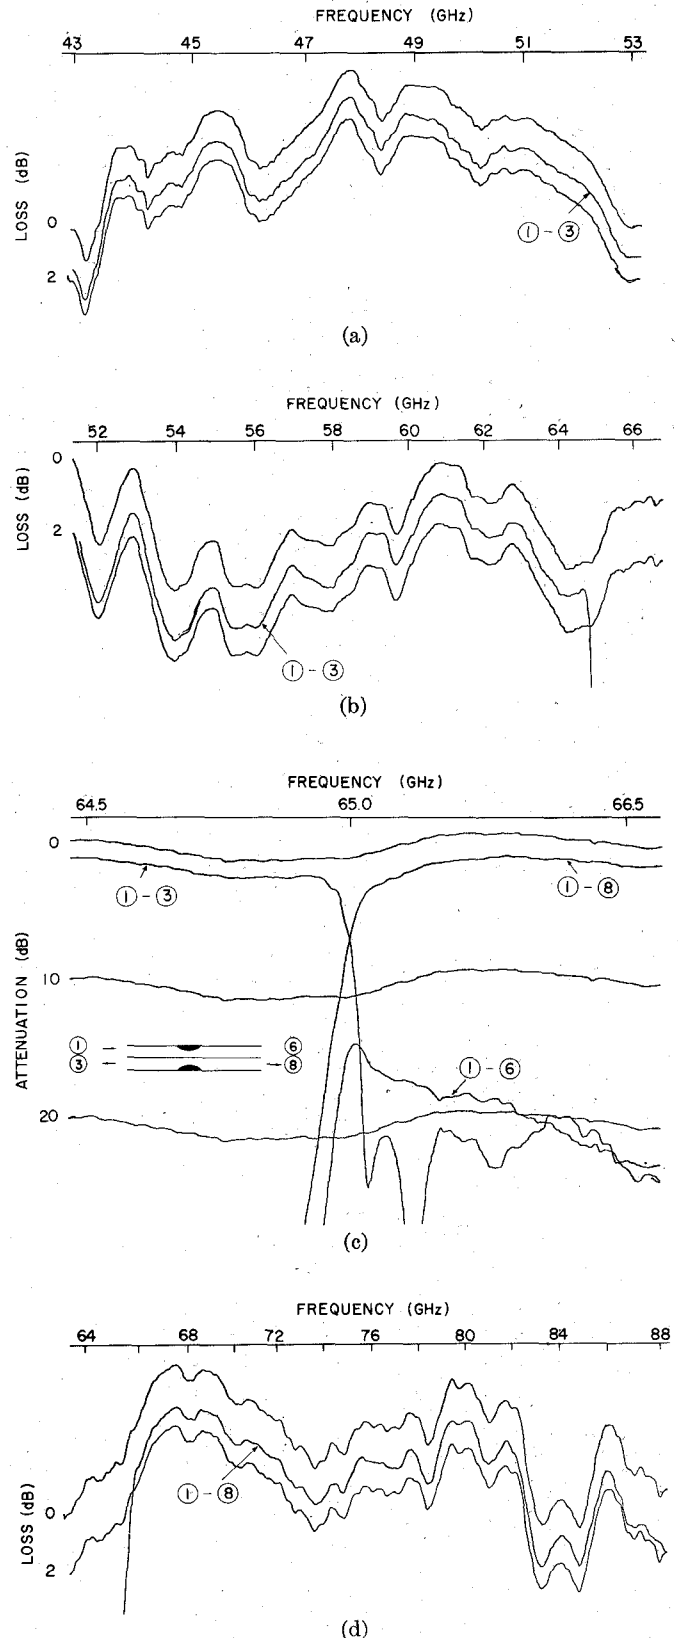 FREQUENCY (GHz)
43 45 47 49 51 53
LOSS (dB)
0
2
① - ③
(a)
FREQUENCY (GHz)
52 54 56 58 60 62 64 66
LOSS (dB)
0
2
① - ③
(b)
FREQUENCY (GHz)
64.5 65.0 66.5
ATTENUATION (dB)
0
① - ③
① - ⑧
10
① ⑥
③ ⑧
① - ⑥
20
(c)
FREQUENCY (GHz)
64 68 72 76 80 84 88
LOSS (dB)
① - ⑧
0
2
(d)